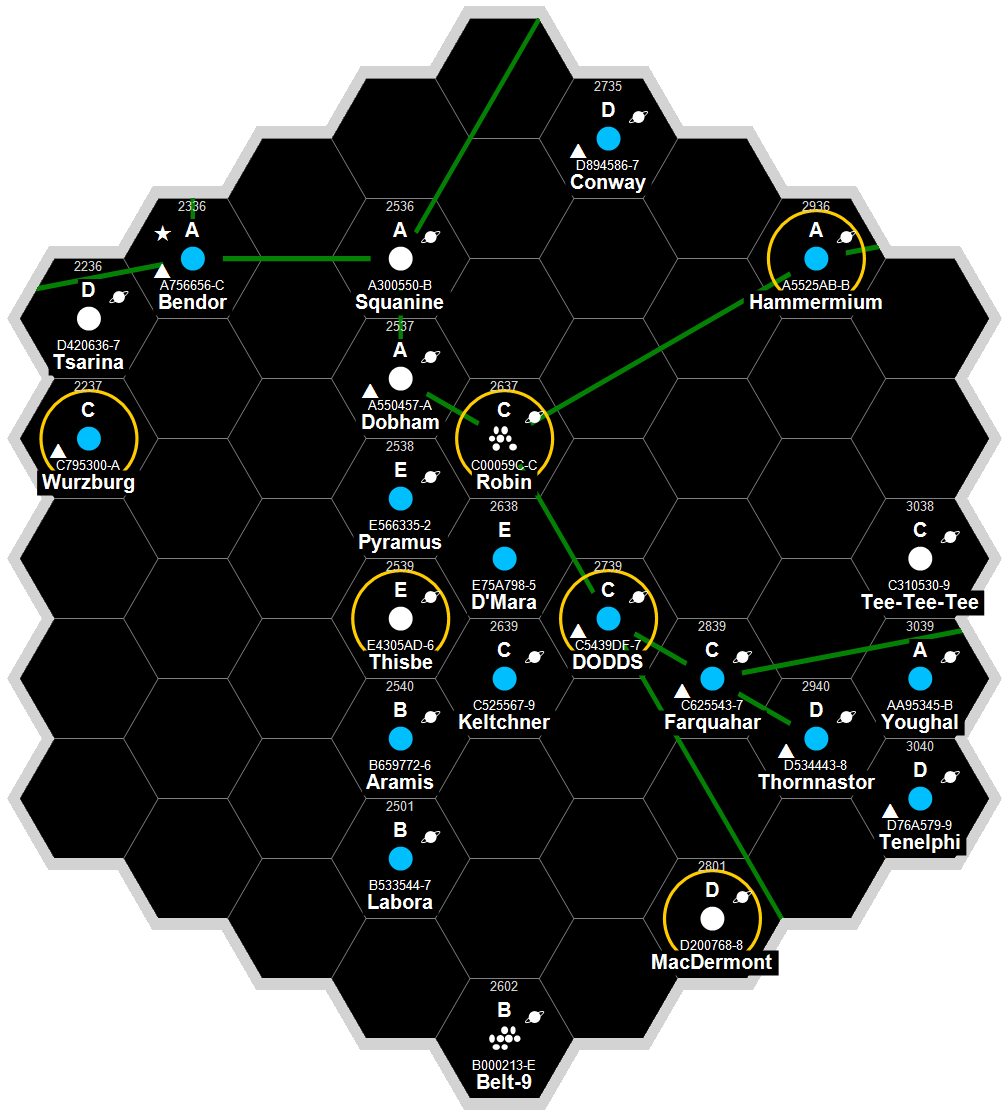 2735
D
D894586-7
Conway
2336
A
A756656-C
Bendor
2536
A
A300550-B
Squanine
2936
A
A5525AB-B
Hammermium
2236
D
D420636-7
Tsarina
2537
A
A550457-A
Dobham
2237
C
C795300-A
Wurzburg
2637
C
C00059C-C
Robin
2538
E
E566335-2
Pyramus
2638
E
E75A798-5
D'Mara
3038
C
C310530-9
Tee-Tee-Tee
2539
E
E4305AD-6
Thisbe
2739
C
C5439DE-7
DODDS
2639
C
C525567-9
Keltchner
2839
C
C625543-7
Farquahar
3039
A
AA95345-B
Youghal
2540
B
B659772-6
Aramis
2940
D
D534443-8
Thornnastor
3040
D
D76A579-9
Tenelphi
2501
B
B533544-7
Labora
2801
D
D200768-8
MacDermont
2602
B
B000213-E
Belt-9